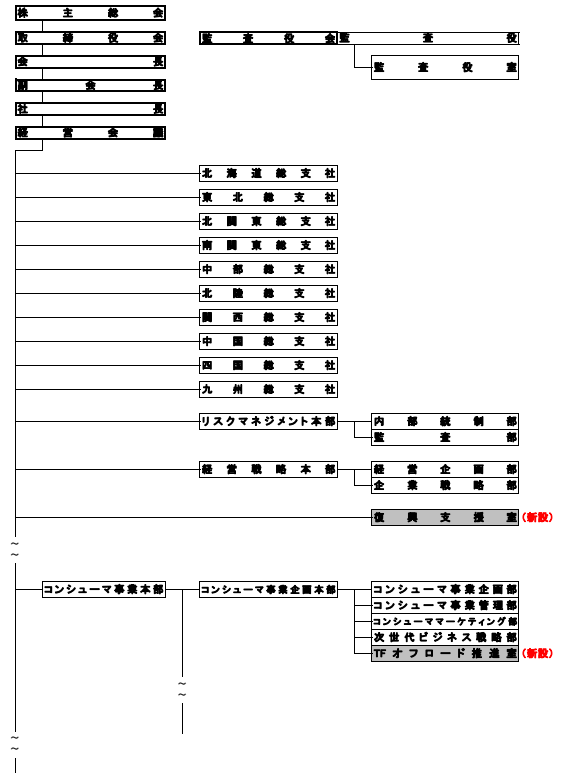 株主総会
取締役会 監査役会 監査役
会長
監査役室
副会長
社長
経営会議
北海道総支社
東北総支社
北関東総支社
南関東総支社
中部総支社
北陸総支社
関西総支社
中国総支社
四国総支社
九州総支社
リスクマネジメント本部 内部統制部
監査部
経営戦略本部 経営企画部
企業戦略部
復興支援室 (新設)
~
~
コンシューマ事業本部 コンシューマ事業企画本部 コンシューマ事業企画部
コンシューマ事業管理部
コンシューママーケティング部
次世代ビジネス戦略部
TFオフロード推進室 (新設)
~
~
~
~